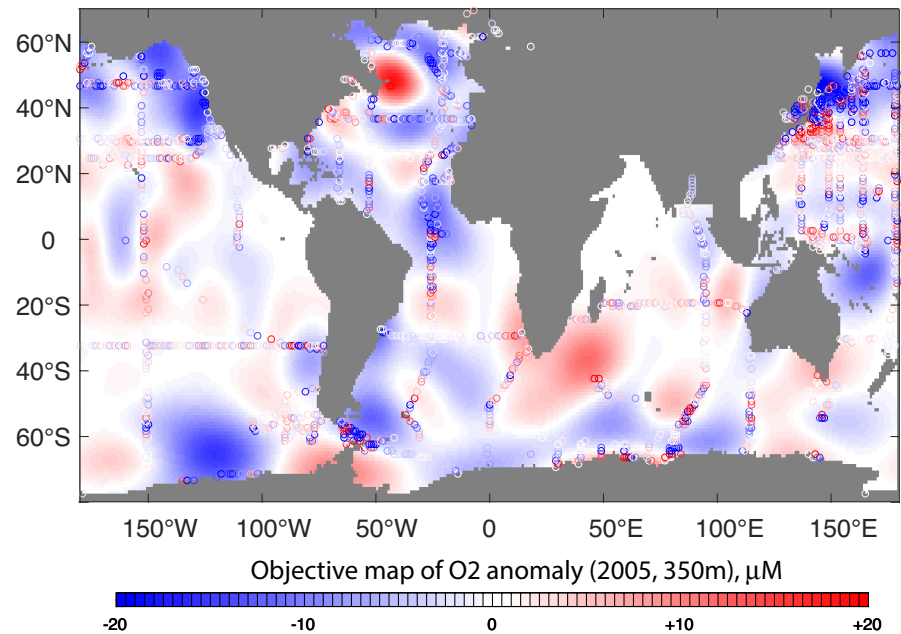 60°N
40°N
20°N
0
20°S
40°S
60°S
150°W 100°W 50°W 0 50°E 100°E 150°E
Objective map of O2 anomaly (2005, 350m), μM
-20 -10 0 +10 +20